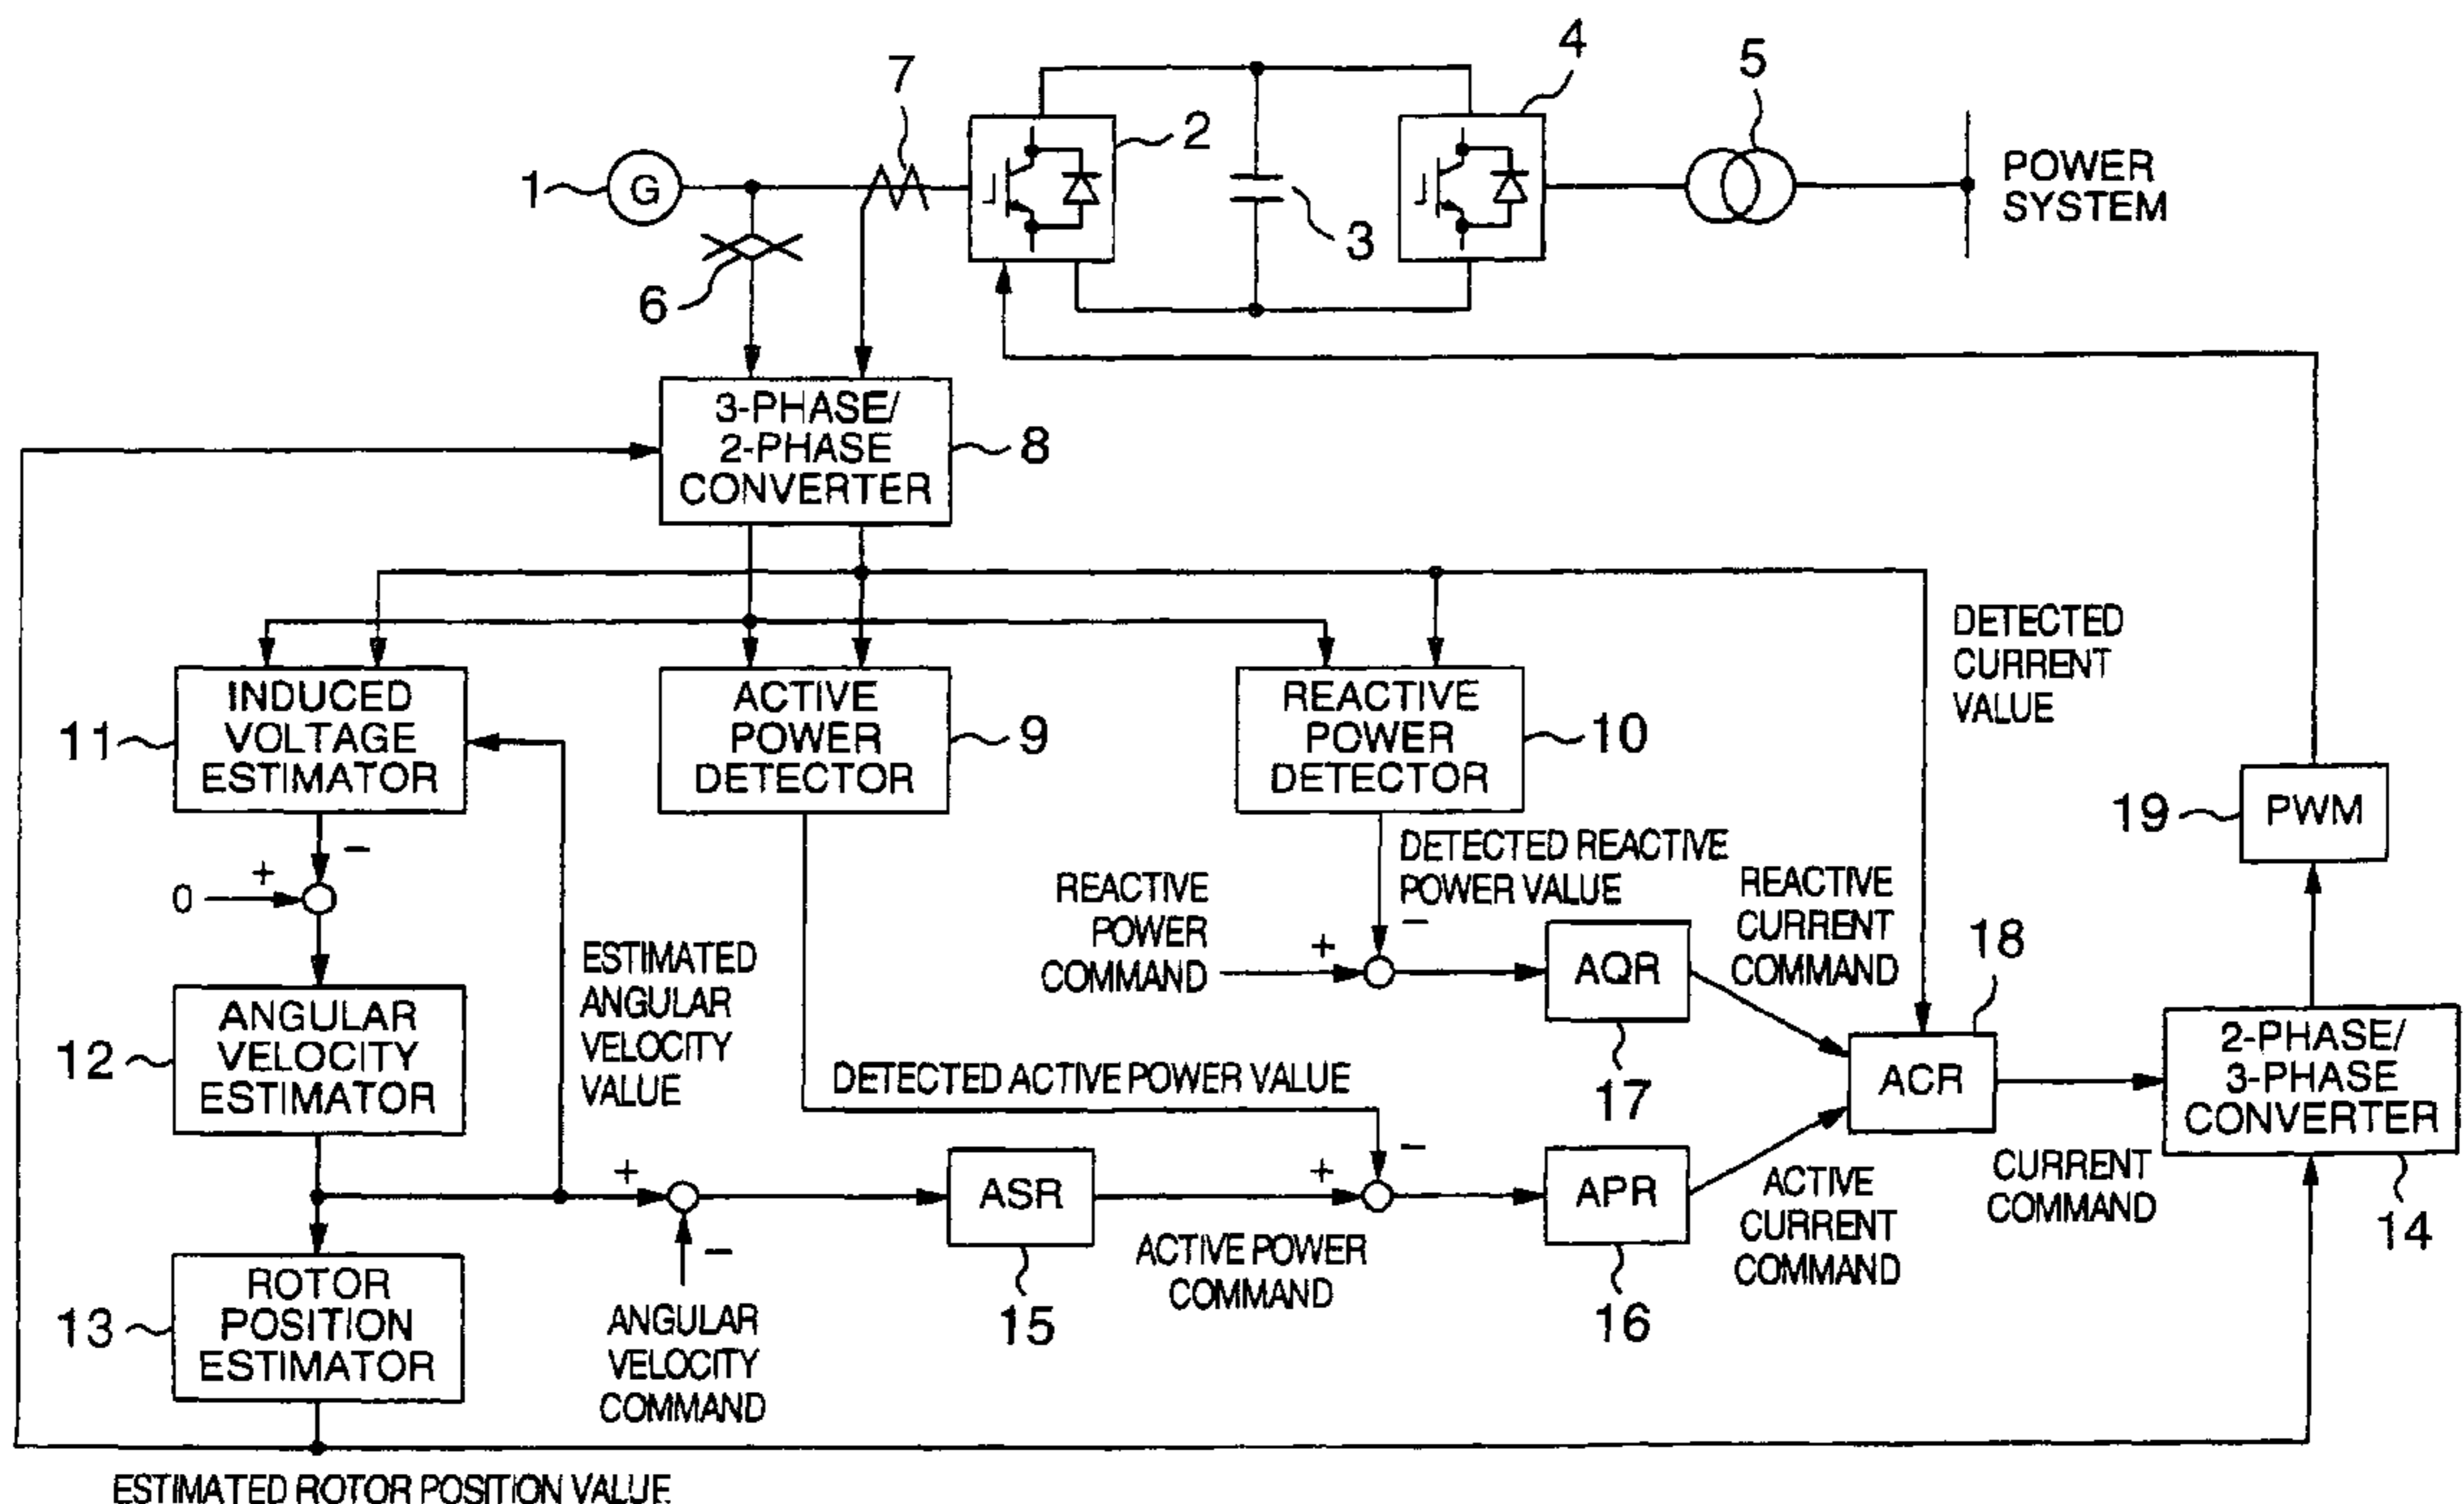 4
5
7
2
POWER
SYSTEM
1
G
3
6
3-PHASE/
2-PHASE
CONVERTER
8
DETECTED
CURRENT
VALUE
INDUCED
VOLTAGE
ESTIMATOR
11
ACTIVE
POWER
DETECTOR
9
REACTIVE
POWER
DETECTOR
10
19
PWM
−
+
0
DETECTED REACTIVE
POWER VALUE
REACTIVE
POWER
COMMAND
+
−
AQR
17
REACTIVE
CURRENT
COMMAND
18
ACR
ESTIMATED
ANGULAR
VELOCITY
VALUE
12
ANGULAR
VELOCITY
ESTIMATOR
DETECTED ACTIVE POWER VALUE
2-PHASE/
3-PHASE
CONVERTER
14
CURRENT
COMMAND
+
−
ASR
15
+
−
APR
16
ACTIVE
CURRENT
COMMAND
ACTIVE POWER
COMMAND
13
ROTOR
POSITION
ESTIMATOR
ANGULAR
VELOCITY
COMMAND
ESTIMATED ROTOR POSITION VALUE